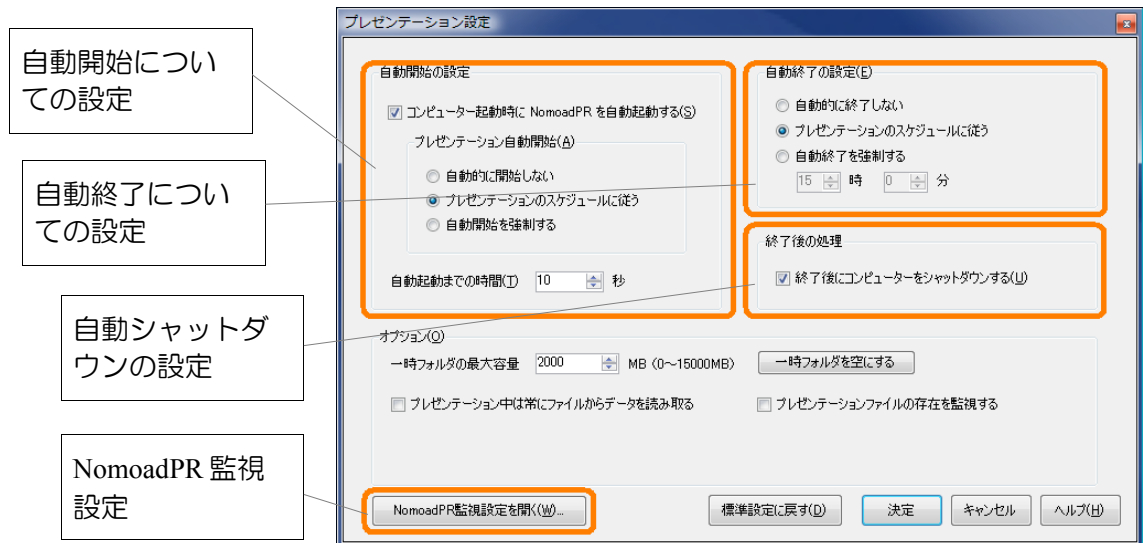 自動開始につい
ての設定
自動終了につい
ての設定
自動シャットダ
ウンの設定
NomoadPR 監視
設定
プレゼンテーション設定
自動開始の設定
コンピューター起動時に NomoadPR を自動起動する(S)
プレゼンテーション自動開始(A)
自動的に開始しない
プレゼンテーションのスケジュールに従う
自動開始を強制する
自動起動までの時間(T) 10 秒
自動終了の設定(E)
自動的に終了しない
プレゼンテーションのスケジュールに従う
自動終了を強制する
15 時 0 分
終了後の処理
終了後にコンピューターをシャットダウンする(U)
オプション(O)
一時フォルダの最大容量 2000 MB (0～15000MB) 一時フォルダを空にする
プレゼンテーション中は常にファイルからデータを読み取る プレゼンテーションファイルの存在を監視する
NomoadPR監視設定を開く(W)... 標準設定に戻す(D) 決定 キャンセル ヘルプ(H)